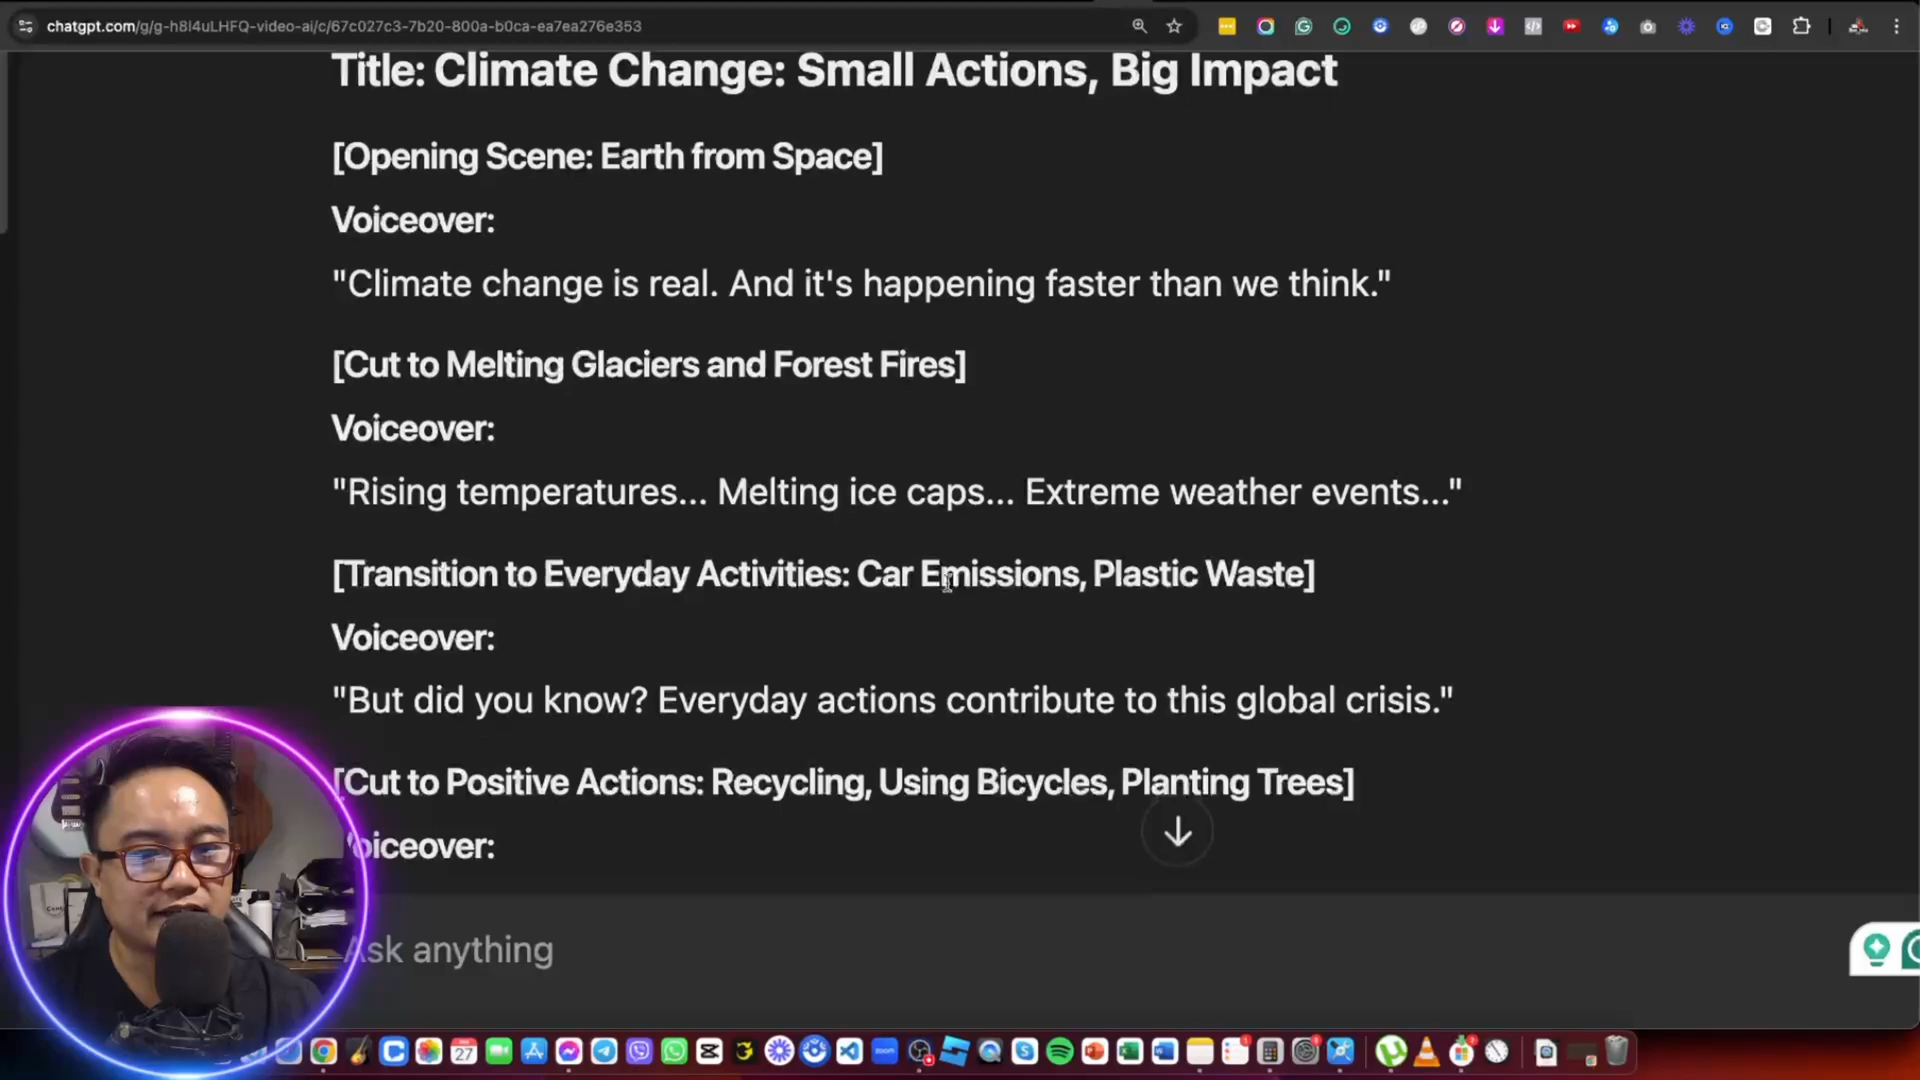 chatgpt.com/g/g-h8l4uLHFQ-video-ai/c/67c027c3-7b20-800a-b0ca-ea7ea276e353
Title: Climate Change: Small Actions, Big Impact
[Opening Scene: Earth from Space]
Voiceover:
"Climate change is real. And it's happening faster than we think."
[Cut to Melting Glaciers and Forest Fires]
Voiceover:
"Rising temperatures... Melting ice caps... Extreme weather events..."
[Transition to Everyday Activities: Car Emissions, Plastic Waste]
Voiceover:
"But did you know? Everyday actions contribute to this global crisis."
[Cut to Positive Actions: Recycling, Using Bicycles, Planting Trees]
Voiceover:
Ask anything
27
zoom